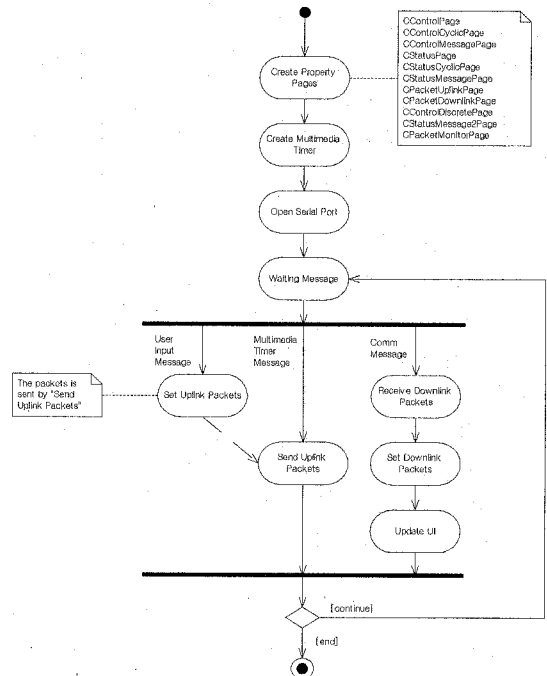 CControlPage
CControlCyclicPage
CControlMessagePage
CStatusPage
CStatusCyclicPage
CStatusMessagePage
CPacketUplinkPage
CPacketDownlinkPage
CControlDiscretePage
CStatusMessage2Page
CPacketMonitorPage
Create Property
Pages
Create Multimedia
Timer
Open Serial Port
Waiting Message
User
Input
Message
Multimedia
Timer
Message
Comm
Message
The packets is
sent by "Send
Uplink Packets"
Set Uplink Packets
Receive Downlink
Packets
Send Uplink
Packets
Set Downlink
Packets
Update UI
[continue]
[end]